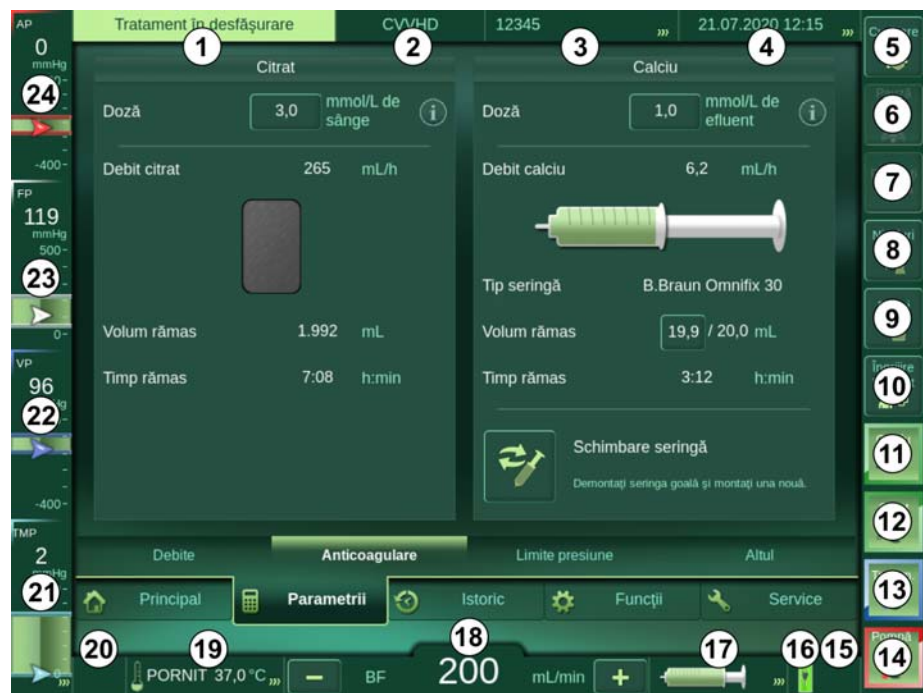 AP
0
mmHg
24
-400
FP
119
mmHg
500
23
0
VP
96
22
-400
TMP
2
21
Tratament în desfăşurare
1
CVVHD
2
12345
3
21.07.2020 12:15
4
Citrat
Doză
3,0
mmol/L de
sânge
i
Debit citrat
265
mL/h
Volum rămas
1.992
mL
Timp rămas
7:08
h:min
Calciu
Doză
1,0
mmol/L de
efluent
i
Debit calciu
6,2
mL/h
Tip seringă
B.Braun Omnifix 30
Volum rămas
19,9 / 20,0 mL
Timp rămas
3:12
h:min
Schimbare seringă
Demontaţi seringa goală şi montaţi una nouă.
Debite
Anticoagulare
Limite presiune
Altul
Principal
Parametrii
Istoric
Funcţii
Service
20
19
PORNIT 37,0 °C
–
BF
18
200
mL/min
+
17
16
15
5
6
7
8
9
10
11
12
13
Pompă
14